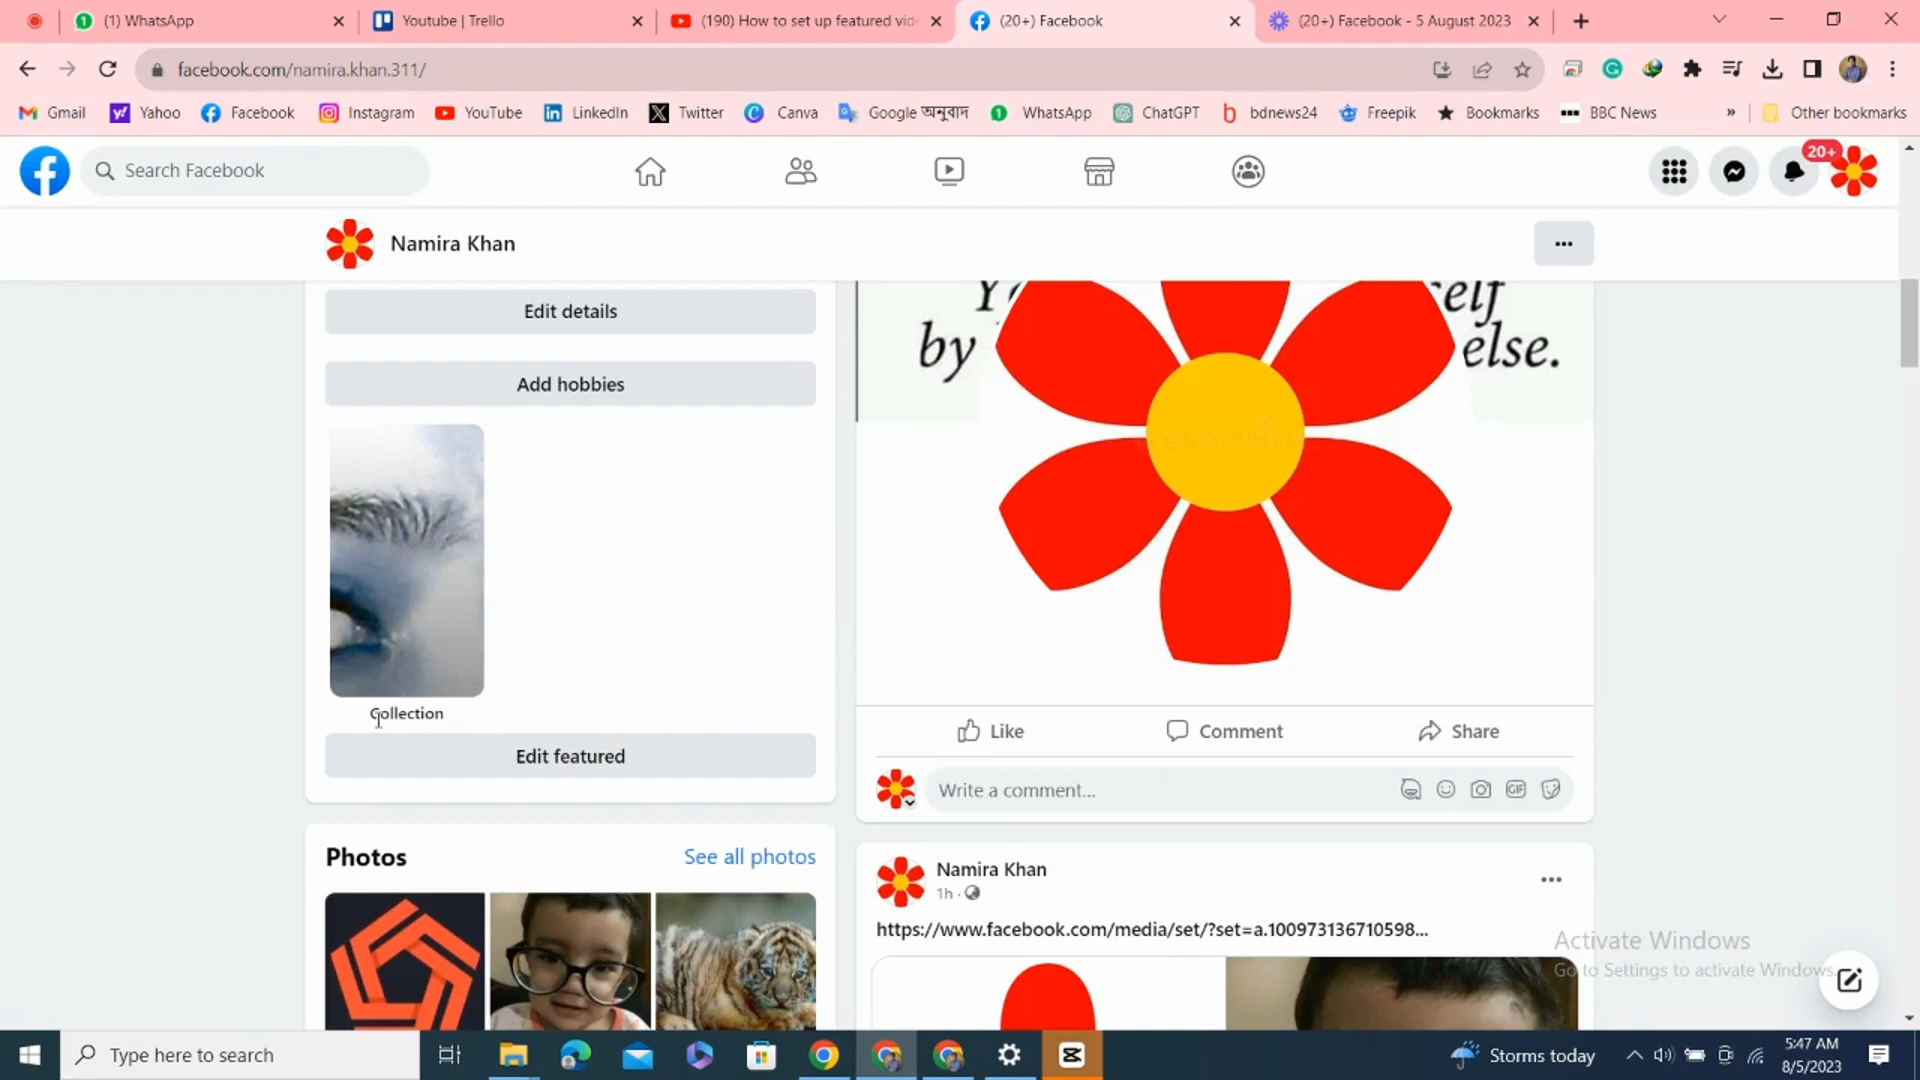 (1) WhatsApp
Youtube | Trello
(190) How to set up featured vide
(20+) Facebook
(20+) Facebook - 5 August 2023
facebook.com/namira.khan.311/
Gmail
Yahoo
Facebook
Instagram
YouTube
LinkedIn
Twitter
Canva
Google অনুবাদ
WhatsApp
ChatGPT
bdnews24
Freepik
Bookmarks
BBC News
»
Other bookmarks
Search Facebook
20+
Namira Khan
Edit details
Add hobbies
Collection
Edit featured
Photos
See all photos
elf
by
else.
Like
Comment
Share
Write a comment...
GIF
Namira Khan
1h ·
https://www.facebook.com/media/set/?set=a.100973136710598...
Activate Windows
Go to Settings to activate Windows.
Type here to search
Storms today
5:47 AM
8/5/2023